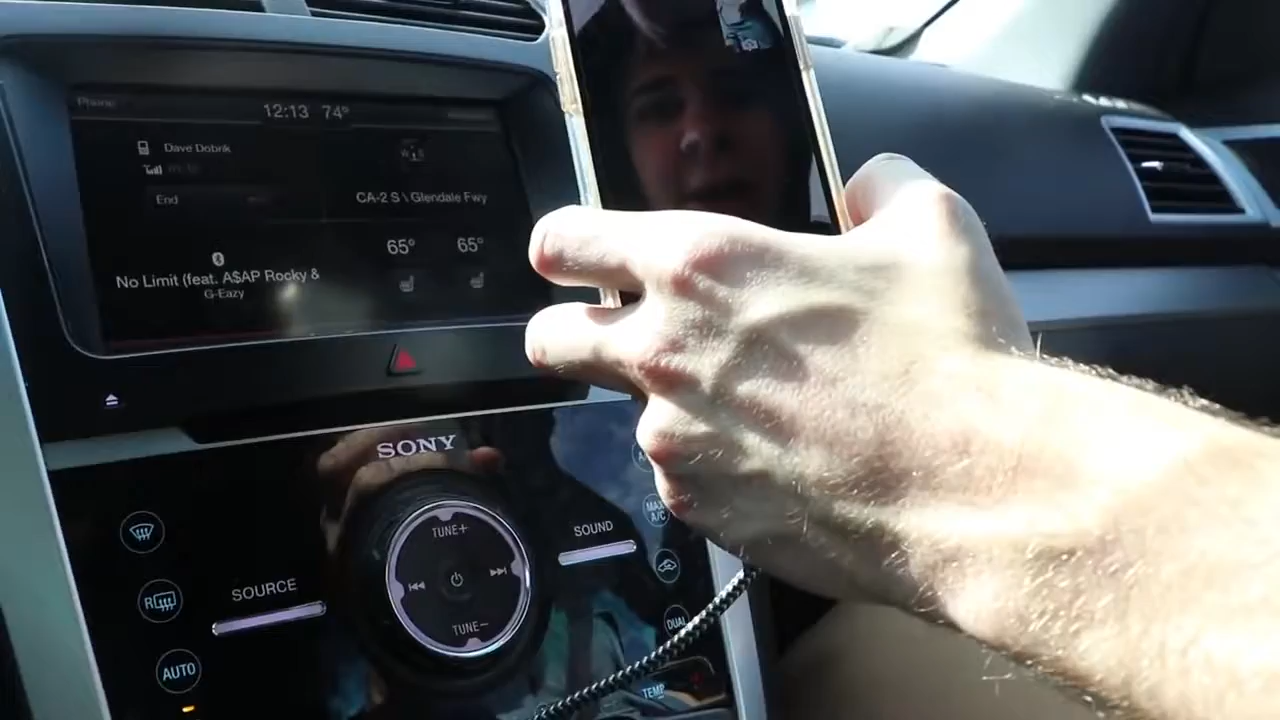 Phone
12:13 74°
Dave Dobrik
End
CA-2 S \ Glendale Fwy
65° 65°
No Limit (feat. A$AP Rocky &
G-Eazy
SONY
TUNE+
SOUND
MAX
A/C
SOURCE
R
TUNE-
DUAL
AUTO
TEMP